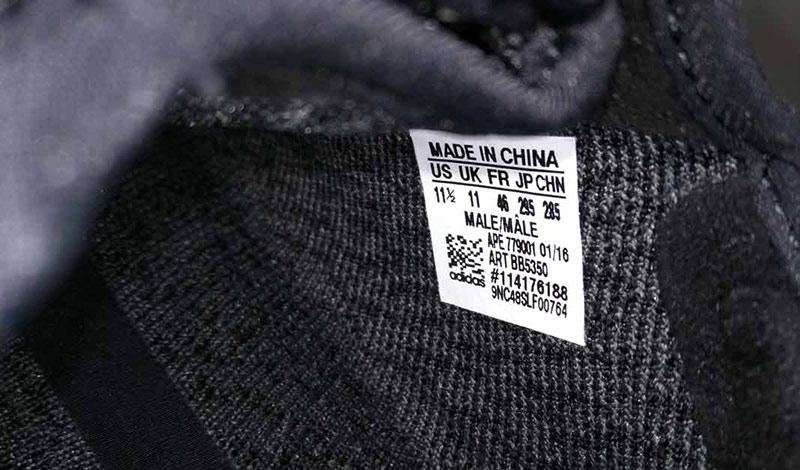 MADE IN CHINA
US UK FR JP CHN
11½ 11 46 295 285
MALE/MÂLE
APE 779001 01/16
ART BB5350
#114176188
9NC48SLF00764
adidas